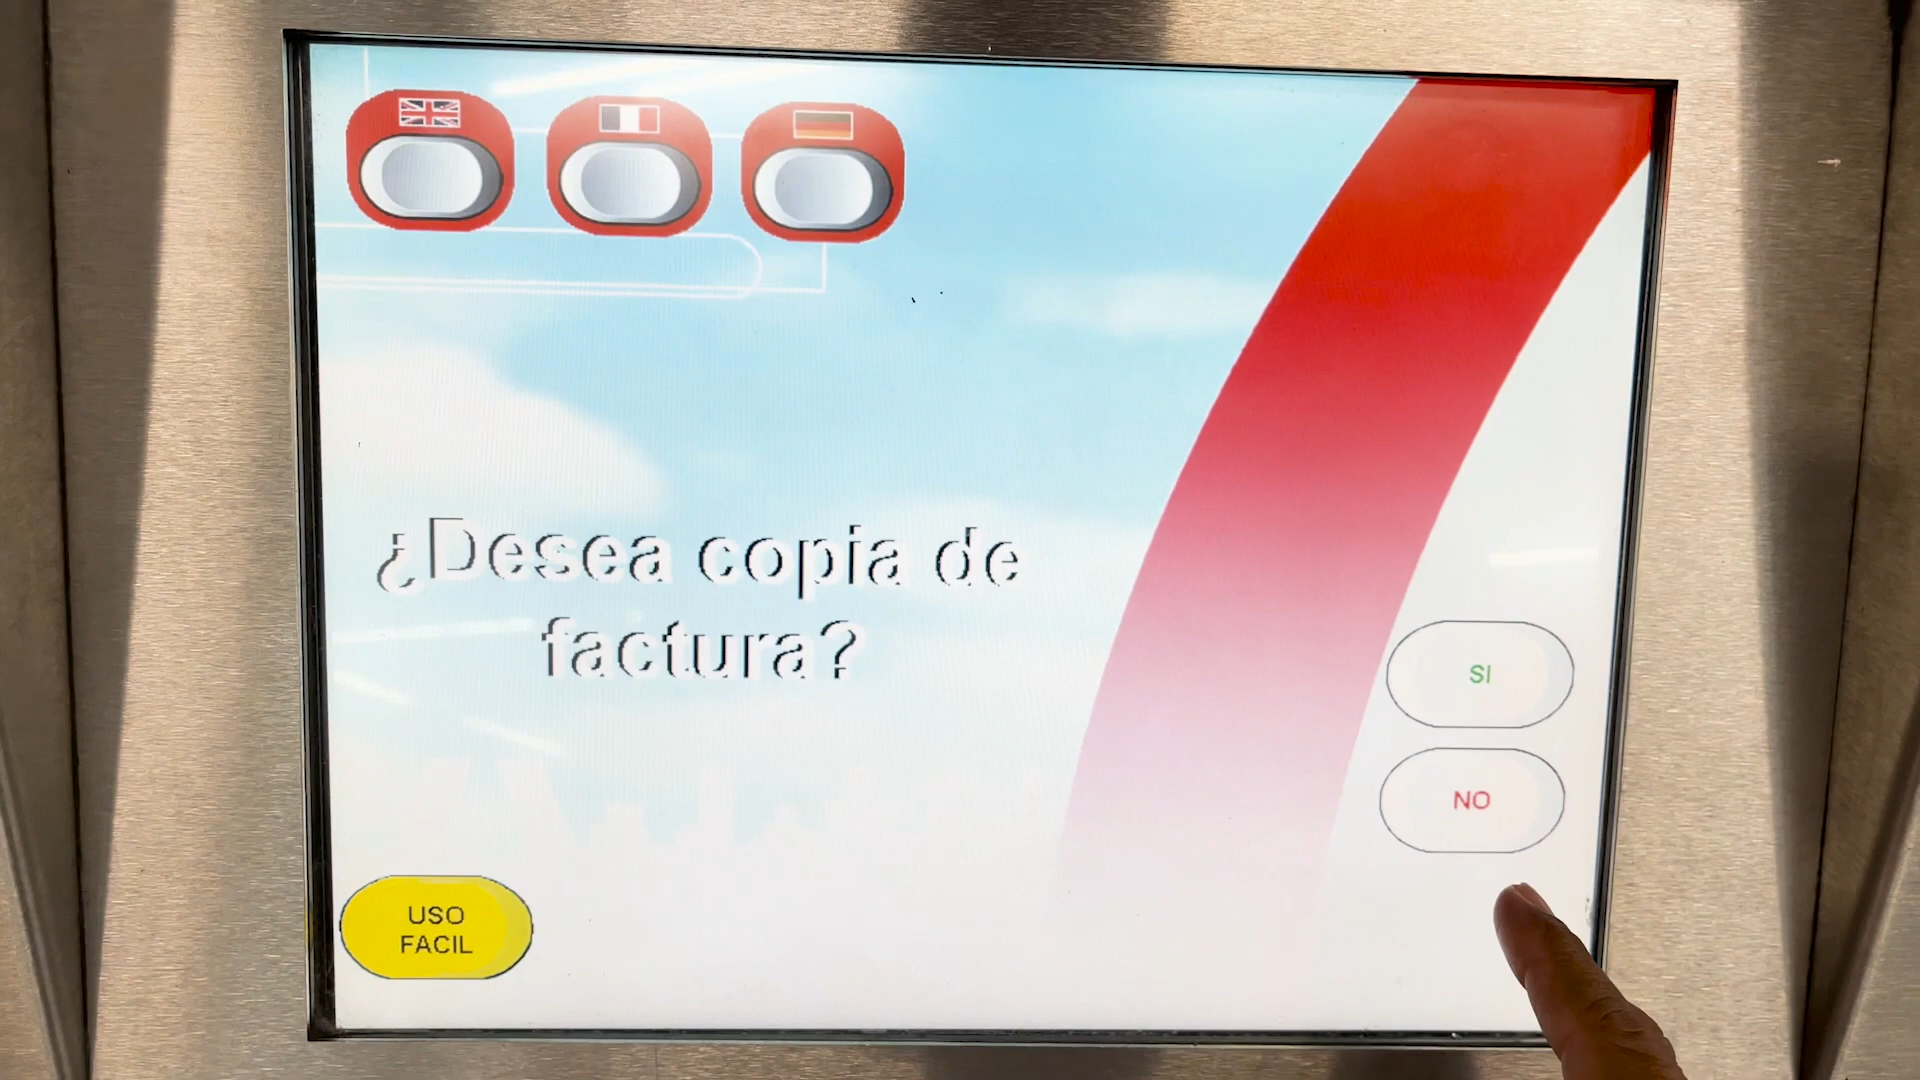 ¿Desea copia de
factura?
SI
NO
USO
FACIL